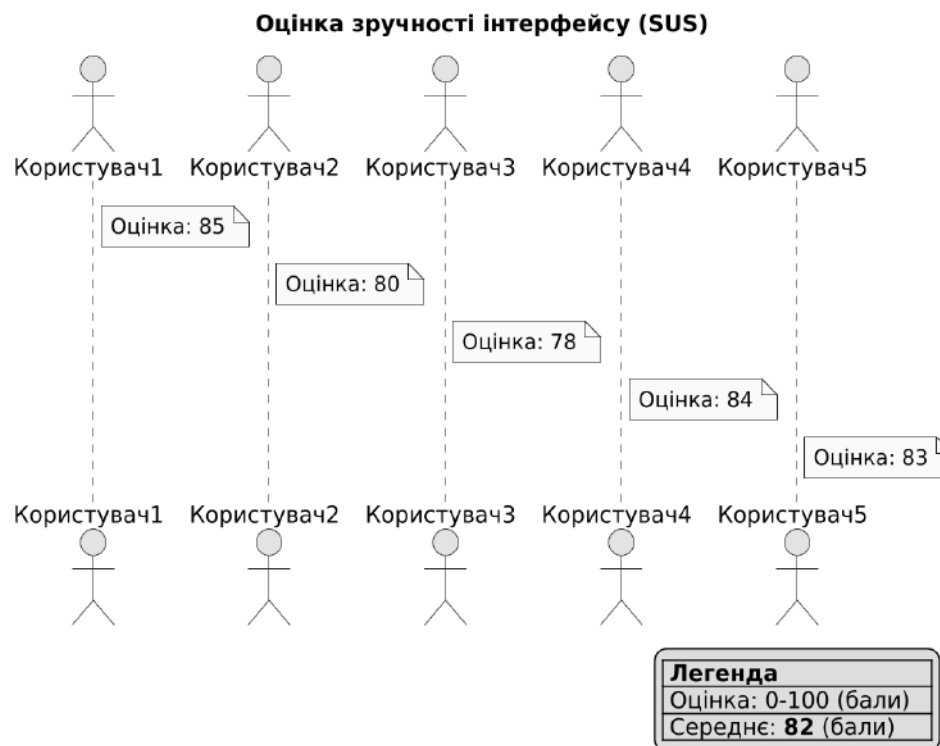 Оцінка зручності інтерфейсу (SUS)
Користувач1 Користувач2 Користувач3 Користувач4 Користувач5
Оцінка: 85
Оцінка: 80
Оцінка: 78
Оцінка: 84
Оцінка: 83
Користувач1 Користувач2 Користувач3 Користувач4 Користувач5
Легенда
Оцінка: 0-100 (бали)
Середнє: 82 (бали)